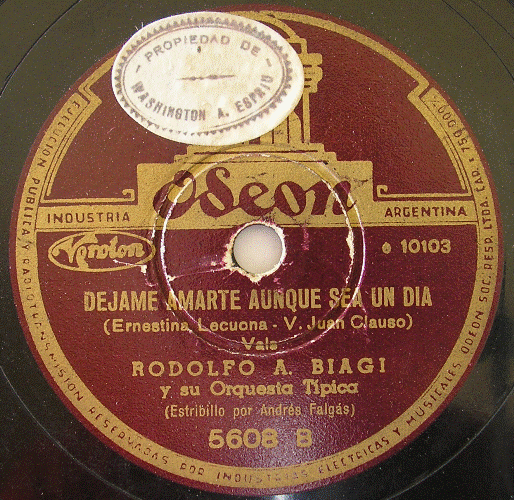 PROPIEDAD DE
WASHINGTON A. ESPRIU
Odeon
INDUSTRIA
ARGENTINA
Veroton
e 10103
DEJAME AMARTE AUNQUE SEA UN DIA
(Ernestina Lecuona - V. Juan Clauso)
Vals
RODOLFO A. BIAGI
y su Orquesta Típica
(Estribillo por Andrés Falgás)
5608 B
EJECUCION PUBLICA Y RADIOTRANSMISION RESERVADAS POR INDUSTRIAS ELECTRICAS Y MUSICALES ODEON SOC. RESP. LTDA. CAP. $ 750.000